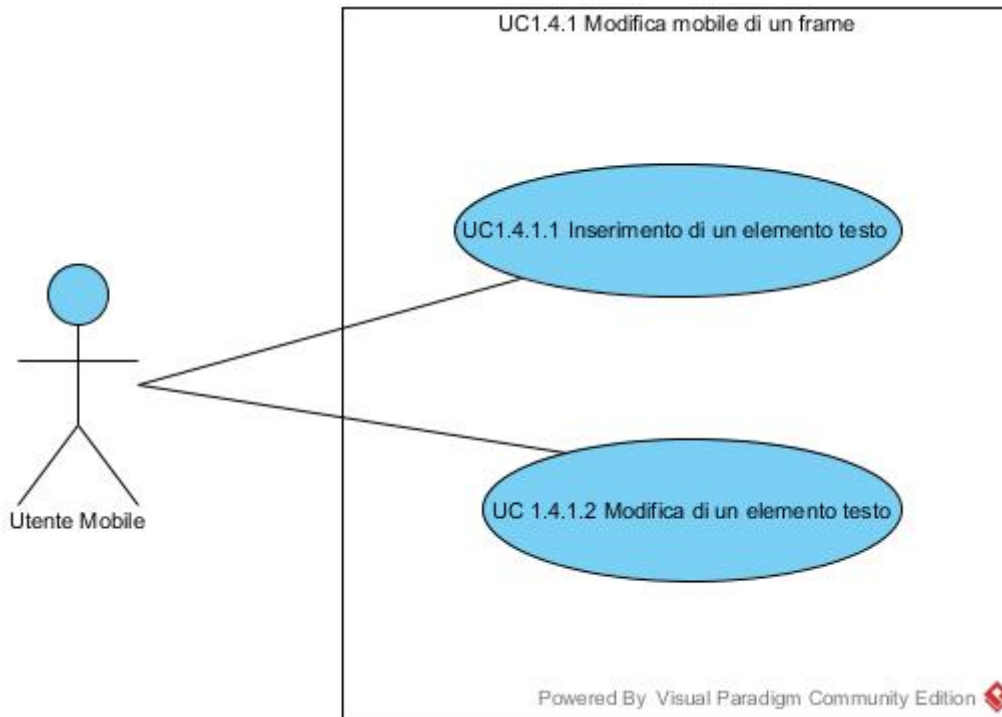 UC1.4.1 Modifica mobile di un frame
UC1.4.1.1 Inserimento di un elemento testo
UC 1.4.1.2 Modifica di un elemento testo
Utente Mobile
Powered By Visual Paradigm Community Edition